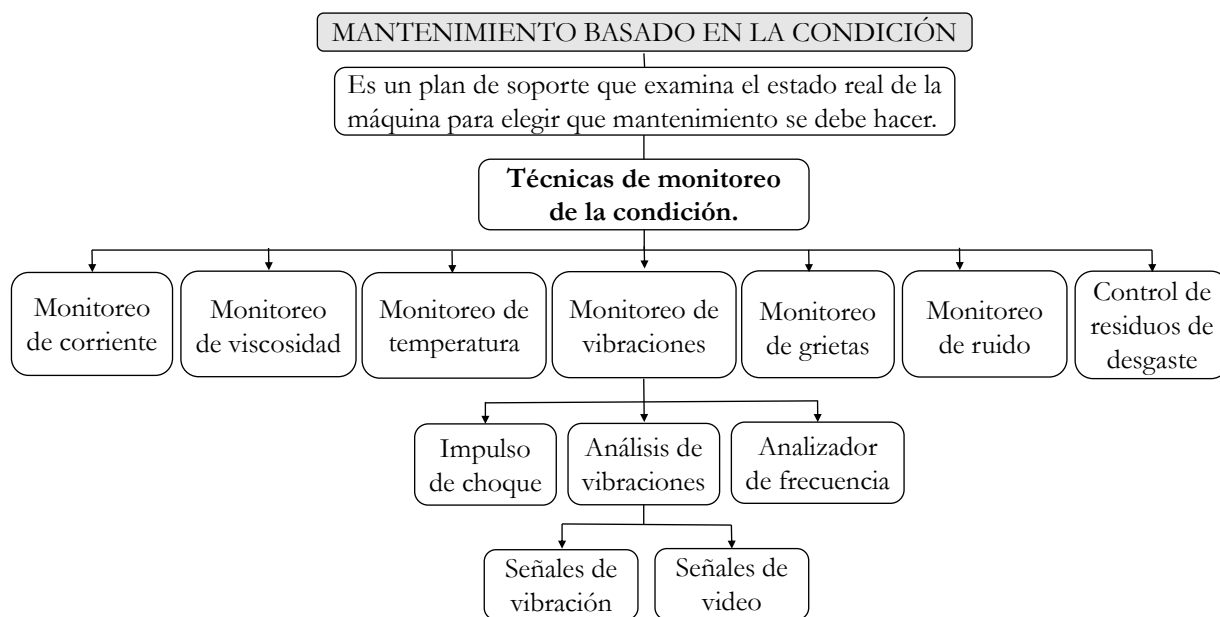 MANTENIMIENTO BASADO EN LA CONDICIÓN
Es un plan de soporte que examina el estado real de la
máquina para elegir que mantenimiento se debe hacer.
Técnicas de monitoreo
de la condición.
Monitoreo
de corriente
Monitoreo
de viscosidad
Monitoreo de
temperatura
Monitoreo de
vibraciones
Monitoreo
de grietas
Monitoreo
de ruido
Control de
residuos de
desgaste
Impulso
de choque
Análisis de
vibraciones
Analizador
de frecuencia
Señales de
vibración
Señales de
video